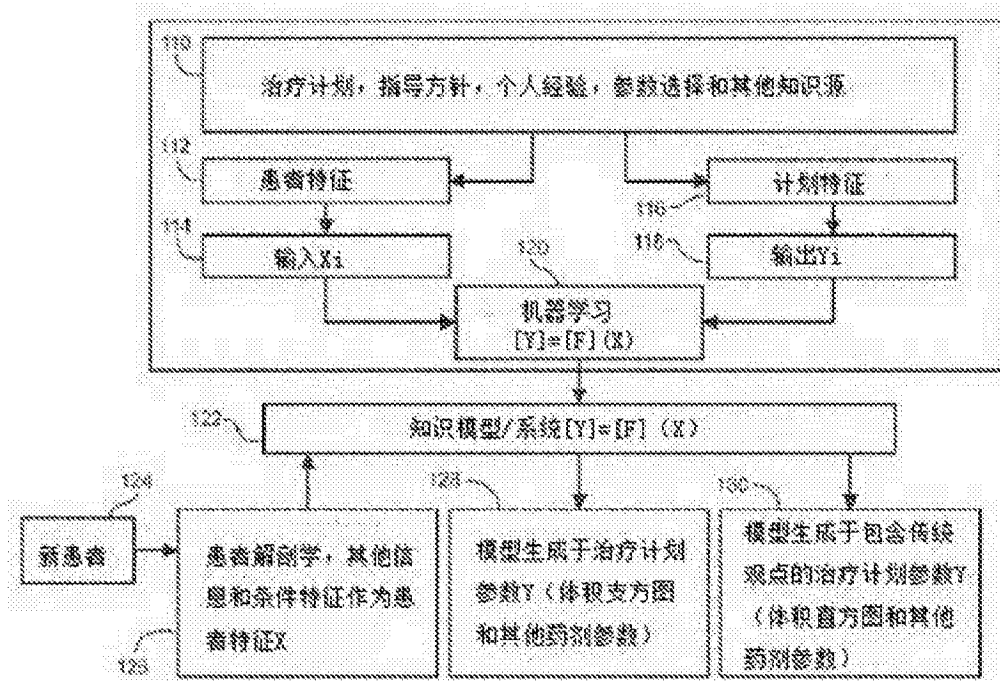 110
治疗计划，指导方针，个人经验，参数选择和其他知识源
112
患者特征
计划特征
116
114
输入Xi
118
输出Yi
120
机器学习
[Y]=[F](X)
122
知识模型/系统[Y]=[F]（X）
124
新患者
患者解剖学，其他信
息和条件特征作为患
者特征X
126
128
模型生成于治疗计划
参数Y（体积支方图
和其他药剂参数）
130
模型生成于包含传统
观点的治疗计划参数Y
（体积直方图和其他
药剂参数）